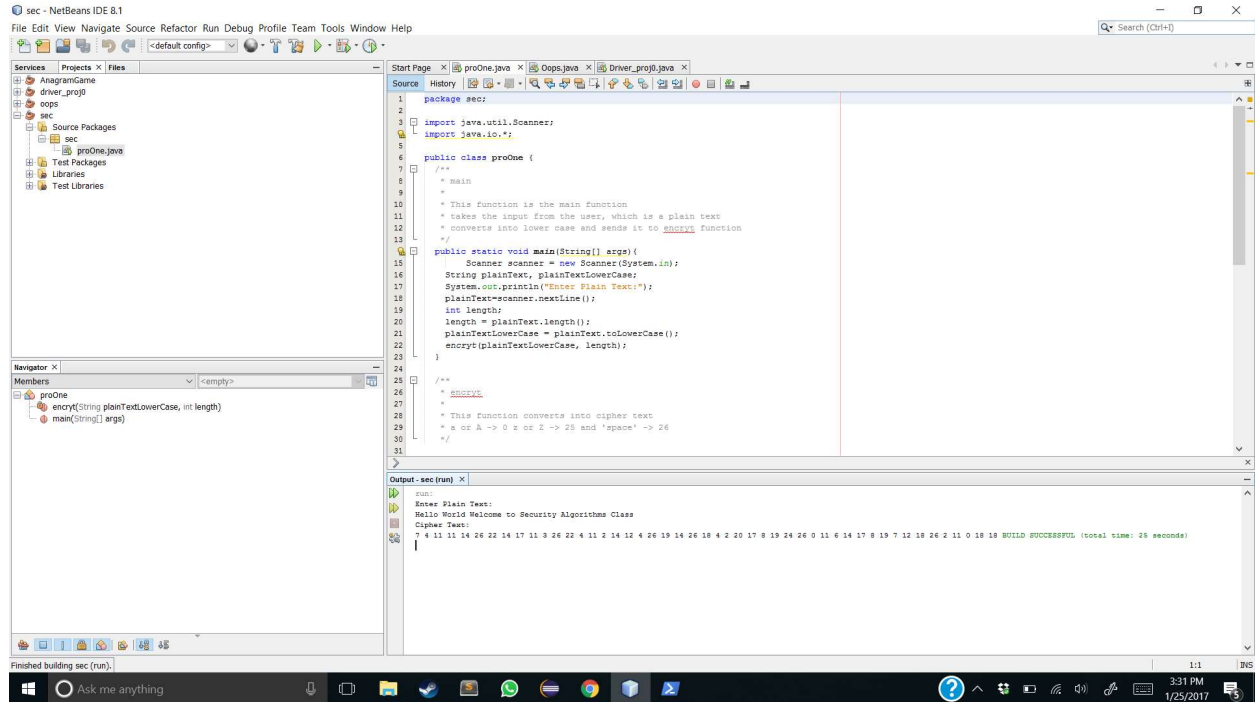 sec - NetBeans IDE 8.1
File Edit View Navigate Source Refactor Run Debug Profile Team Tools Window Help
Search (Ctrl+I)
<default config>
Services Projects × Files
AnagramGame
driver_proj0
oops
sec
Source Packages
sec
proOne.java
Test Packages
Libraries
Test Libraries
Navigator ×
Members <empty>
proOne
encryt(String plainTextLowerCase, int length)
main(String[] args)
Start Page × proOne.java × Oops.java × Driver_proj0.java ×
Source History
1 package sec;
2
3 import java.util.Scanner;
import java.io.*;
5
6 public class proOne {
7 /**
8 * main
9 *
10 * This function is the main function
11 * takes the input from the user, which is a plain text
12 * converts into lower case and sends it to encryt function
13 */
public static void main(String[] args){
15 Scanner scanner = new Scanner(System.in);
16 String plainText, plainTextLowerCase;
17 System.out.println("Enter Plain Text:");
18 plainText=scanner.nextLine();
19 int length;
20 length = plainText.length();
21 plainTextLowerCase = plainText.toLowerCase();
22 encryt(plainTextLowerCase, length);
23 }
24
25 /**
26 * encryt
27 *
28 * This function converts into cipher text
29 * a or A -> 0 z or Z -> 25 and 'space' -> 26
30 */
31
Output - sec (run) ×
run:
Enter Plain Text:
Hello World Welcome to Security Algorithms Class
Cipher Text:
7 4 11 11 14 26 22 14 17 11 3 26 22 4 11 2 14 12 4 26 19 14 26 18 4 2 20 17 8 19 24 26 0 11 6 14 17 8 19 7 12 18 26 2 11 0 18 18 BUILD SUCCESSFUL (total time: 25 seconds)
Finished building sec (run).
1:1 INS
Ask me anything
3:31 PM
1/25/2017
5